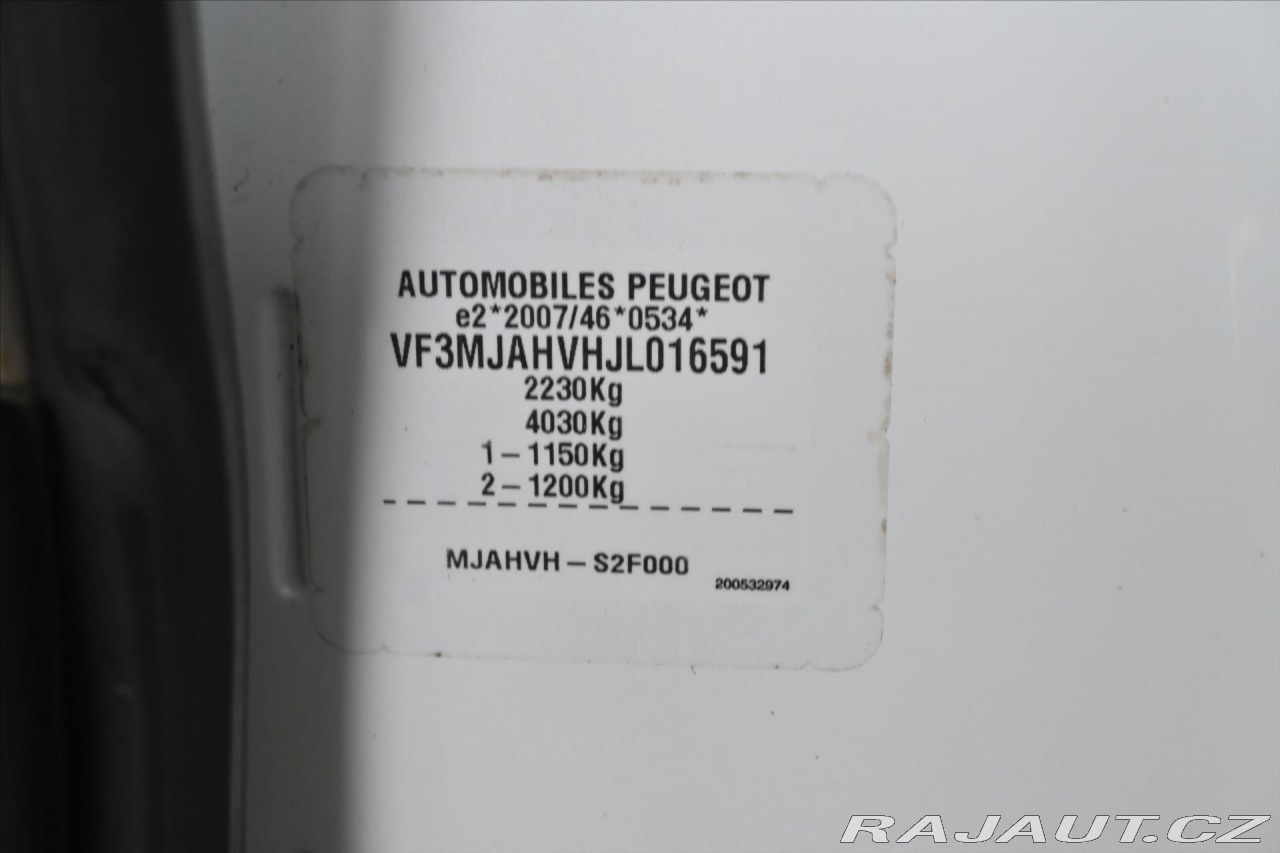 AUTOMOBILES PEUGEOT
e2*2007/46*0534*
VF3MJAHVHJL016591
2230Kg
4030Kg
1-1150Kg
2-1200Kg
MJAHVH-S2F000
200532974
RAJAUT.CZ